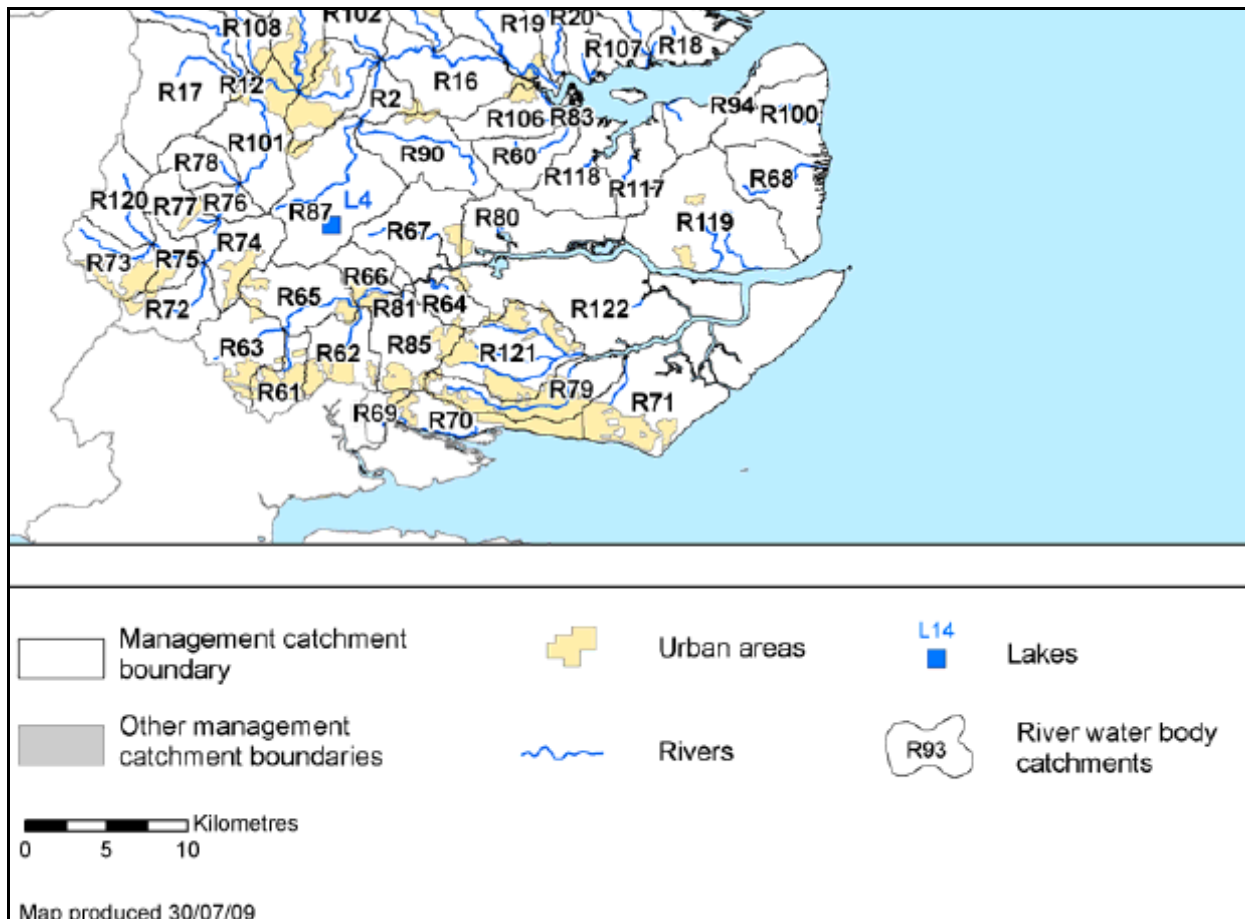 R102
R108
R19
R20
R107
R18
R17
R12
R2
R16
R94
R100
R106
R83
R101
R78
R90
R60
R118
R117
R68
R120
R77
R76
R87
L4
R67
R80
R119
R73
R75
R74
R66
R72
R65
R81
R64
R122
R63
R62
R85
R121
R61
R79
R71
R69
R70
Management catchment
boundary
Urban areas
L14
Lakes
Other management
catchment boundaries
Rivers
R93
River water body
catchments
Kilometres
0 5 10
Map produced 30/07/09